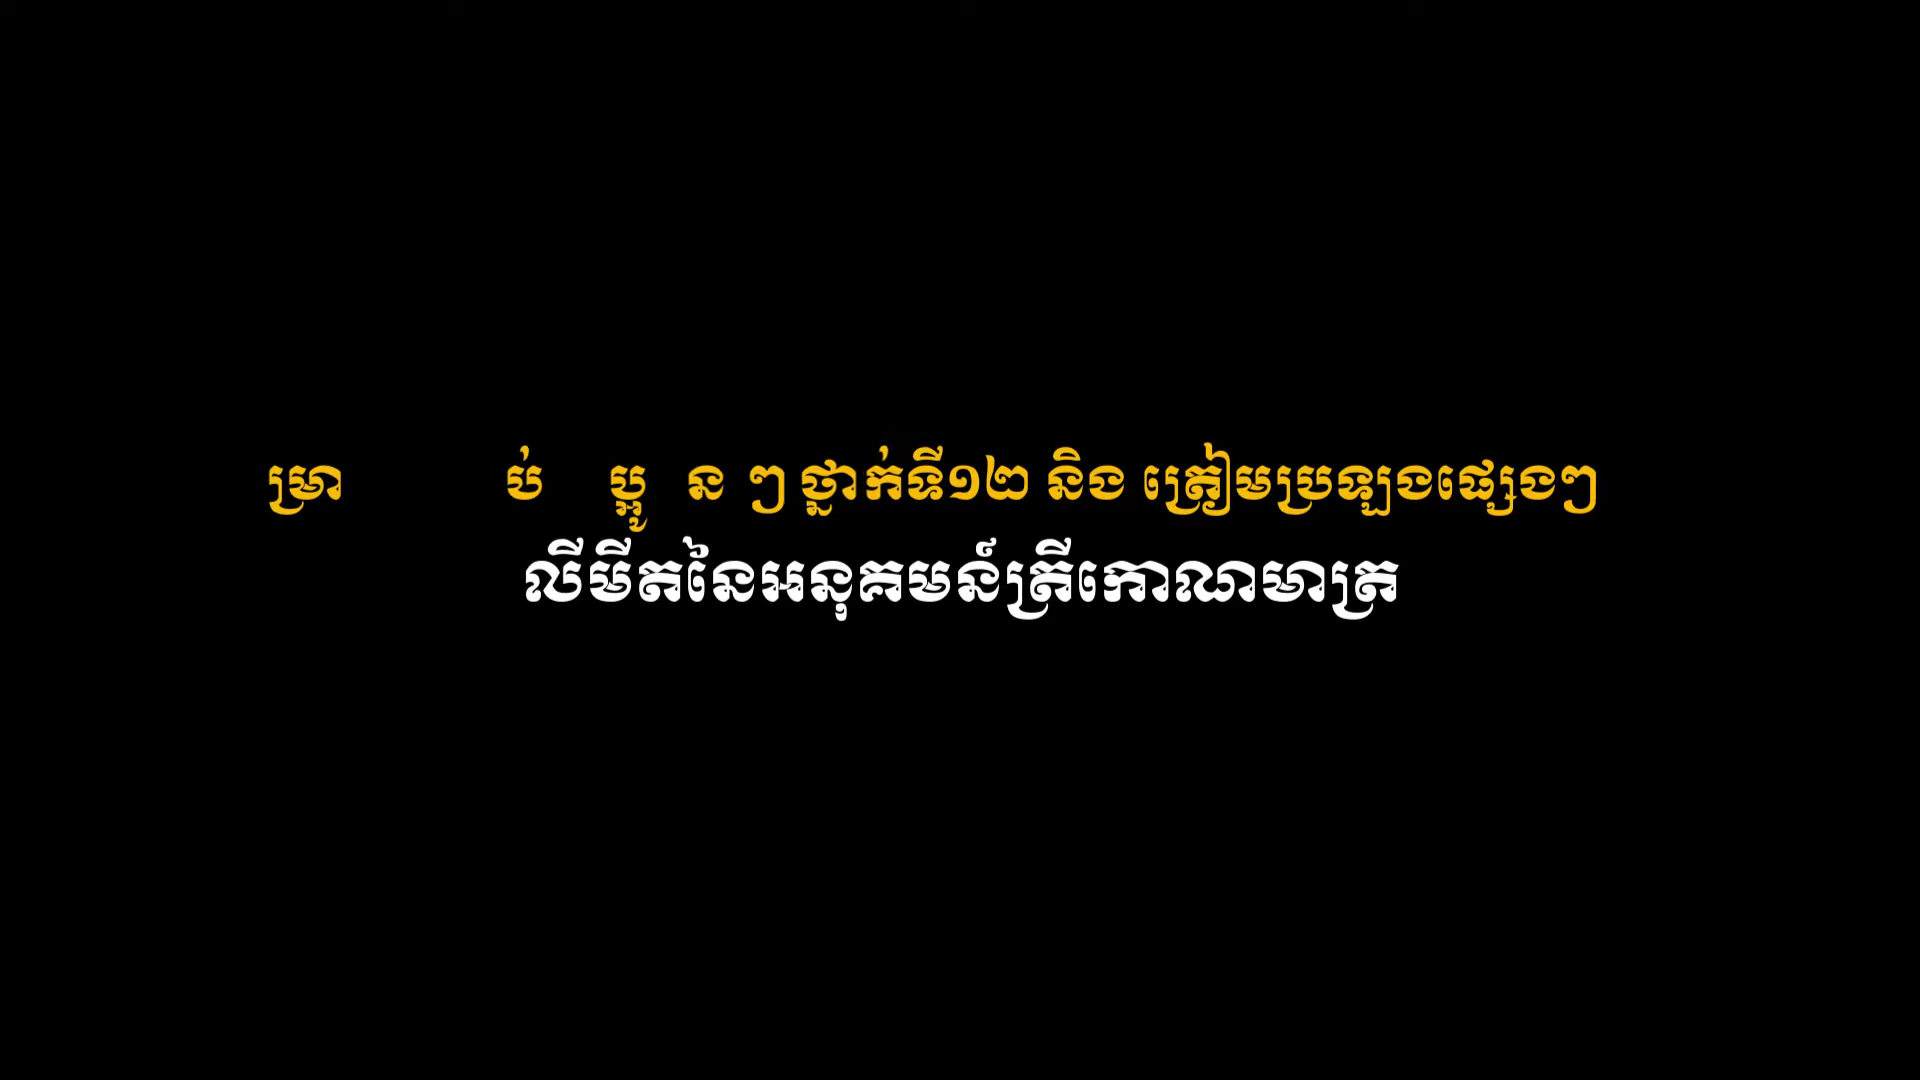 ម្រាប់ ប្អូន ៗ ថ្នាក់ទី១២ និង ត្រៀមប្រឡងផ្សេងៗ
លីមីតនៃអនុគមន៍ត្រីកោណមាត្រ